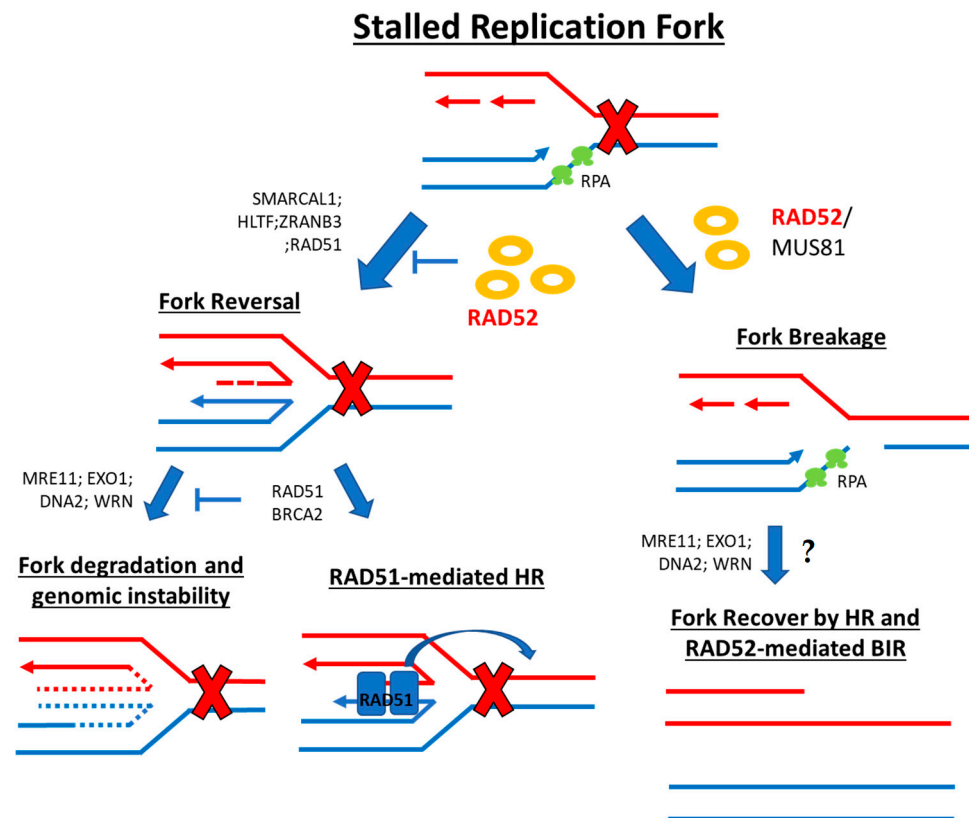 Stalled Replication Fork
RPA
SMARCAL1;
HLTF;ZRANB3
;RAD51
RAD52/
MUS81
RAD52
Fork Reversal
Fork Breakage
RPA
MRE11; EXO1;
DNA2; WRN
RAD51
BRCA2
MRE11; EXO1;
DNA2; WRN
?
Fork degradation and
genomic instability
RAD51-mediated HR
Fork Recover by HR and
RAD52-mediated BIR
RAD51